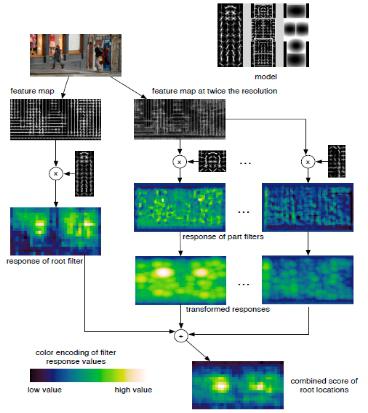 model
feature map
feature map at twice the resolution
x
x
...
x
...
response of part filters
response of root filter
...
transformed responses
+
color encoding of filter
response values
low value
high value
combined score of
root locations